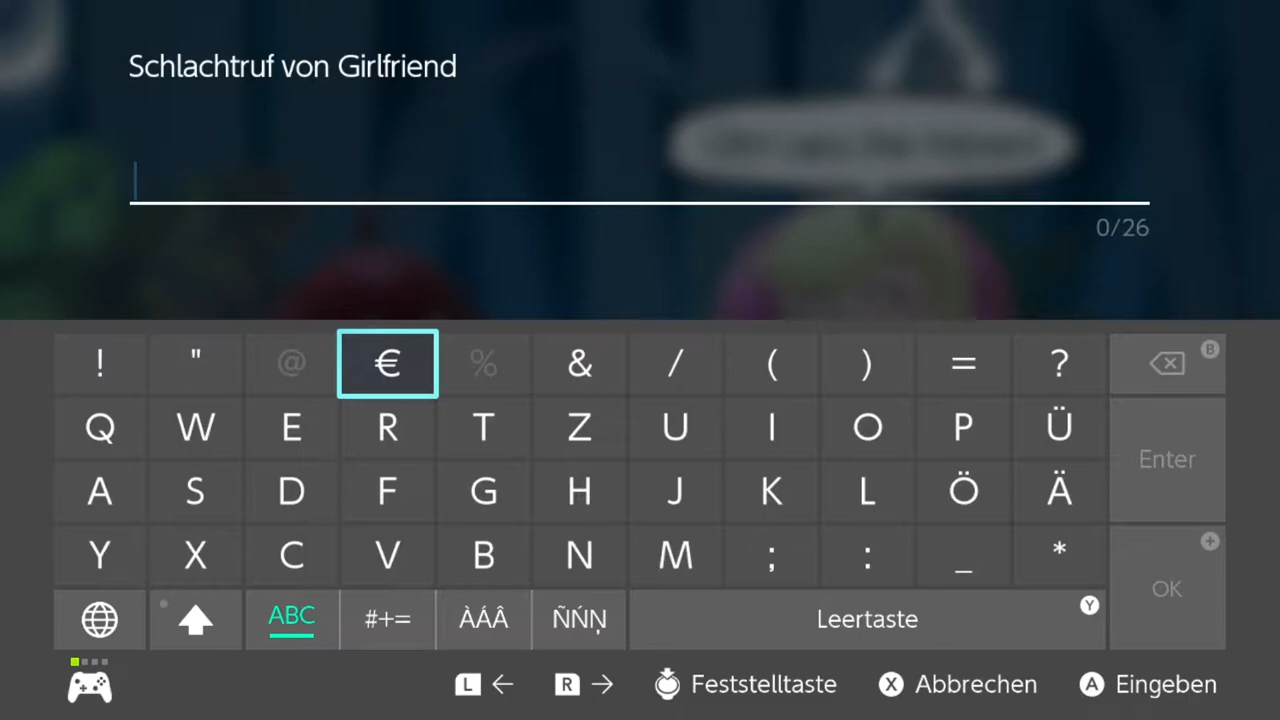 Schlachtruf von Girlfriend
0/26
! " @ € % & / ( ) = ? B
Q W E R T Z U I O P Ü
Enter
A S D F G H J K L Ö Ä
Y X C V B N M ; : _ * +
OK
ABC #+= ÀÁÂ ÑŃŅ Leertaste Y
L ← R → Feststelltaste X Abbrechen A Eingeben